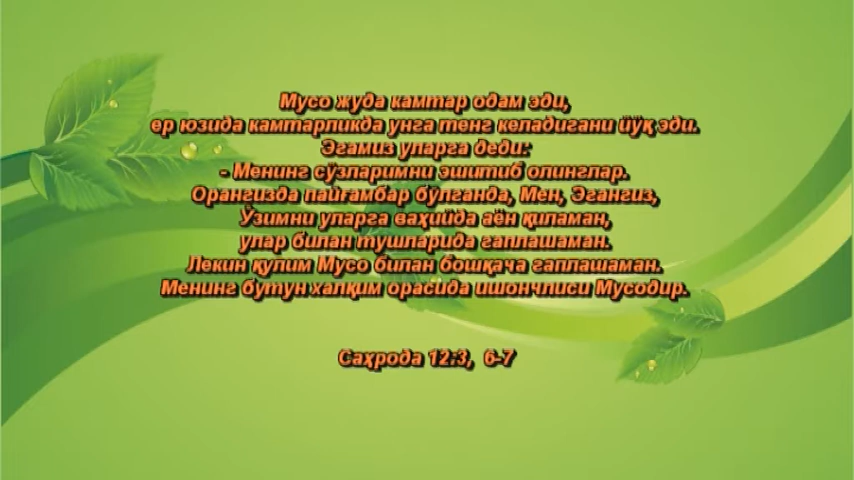 Мусо жуда камтар одам эди,
ер юзида камтарликда унга тенг келадигани йўқ эди.
Эгамиз уларга деди:
- Менинг сўзларимни эшитиб олинглар.
Орангизда пайғамбар бўлганда, Мен, Эгангиз,
Ўзимни уларга ваҳийда аён қиламан,
улар билан тушларида гаплашаман.
Лекин қулим Мусо билан бошқача гаплашаман.
Менинг бутун халқим орасида ишончлиси Мусодир.
Саҳрода 12:3, 6-7